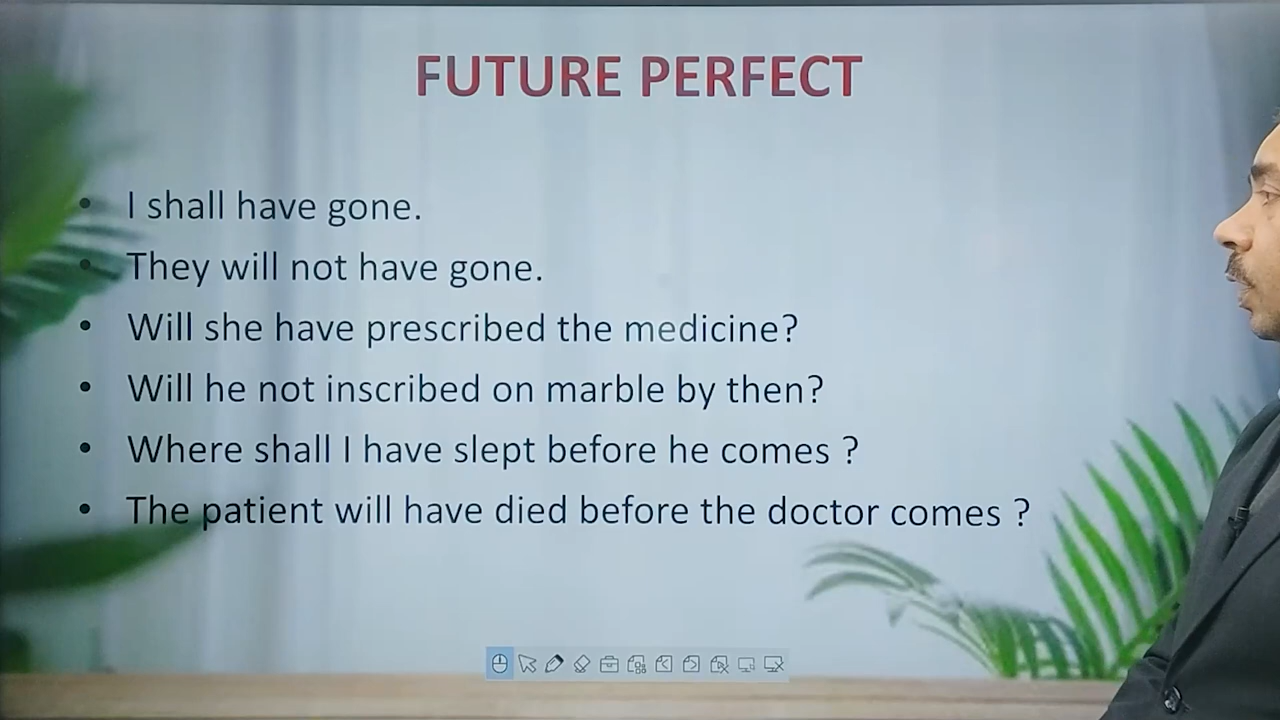 FUTURE PERFECT
• I shall have gone.
• They will not have gone.
• Will she have prescribed the medicine?
• Will he not inscribed on marble by then?
• Where shall I have slept before he comes ?
• The patient will have died before the doctor comes ?